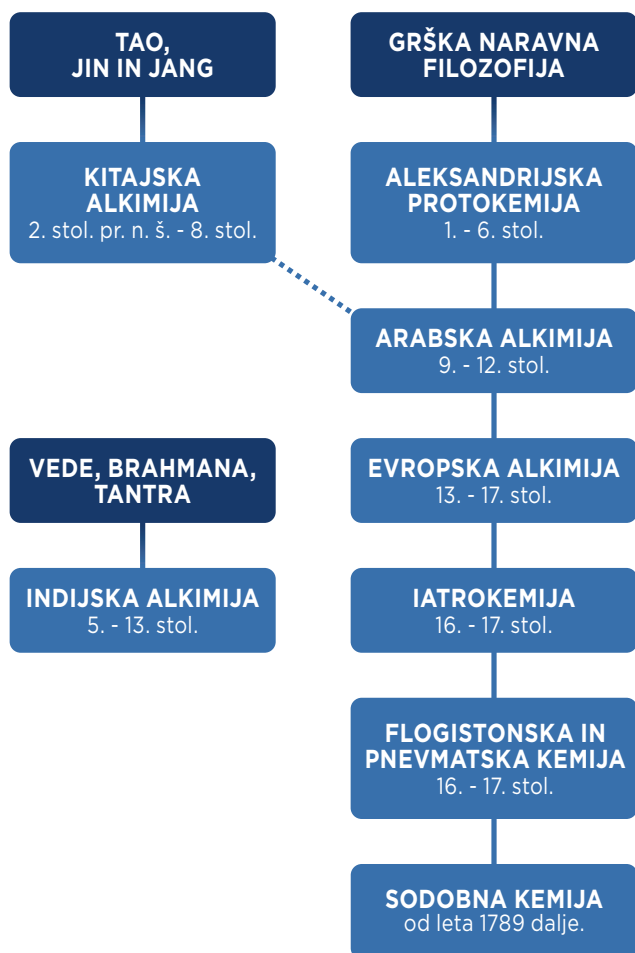 TAO,
JIN IN JANG
KITAJSKA
ALKIMIJA
2. stol. pr. n. š. - 8. stol.
VEDE, BRAHMANA,
TANTRA
INDIJSKA ALKIMIJA
5. - 13. stol.
GRŠKA NARAVNA
FILOZOFIJA
ALEKSANDRIJSKA
PROTOKEMIJA
1. - 6. stol.
ARABSKA ALKIMIJA
9. - 12. stol.
EVROPSKA ALKIMIJA
13. - 17. stol.
IATROKEMIJA
16. - 17. stol.
FLOGISTONSKA IN
PNEVMATSKA KEMIJA
16. - 17. stol.
SODOBNA KEMIJA
od leta 1789 dalje.